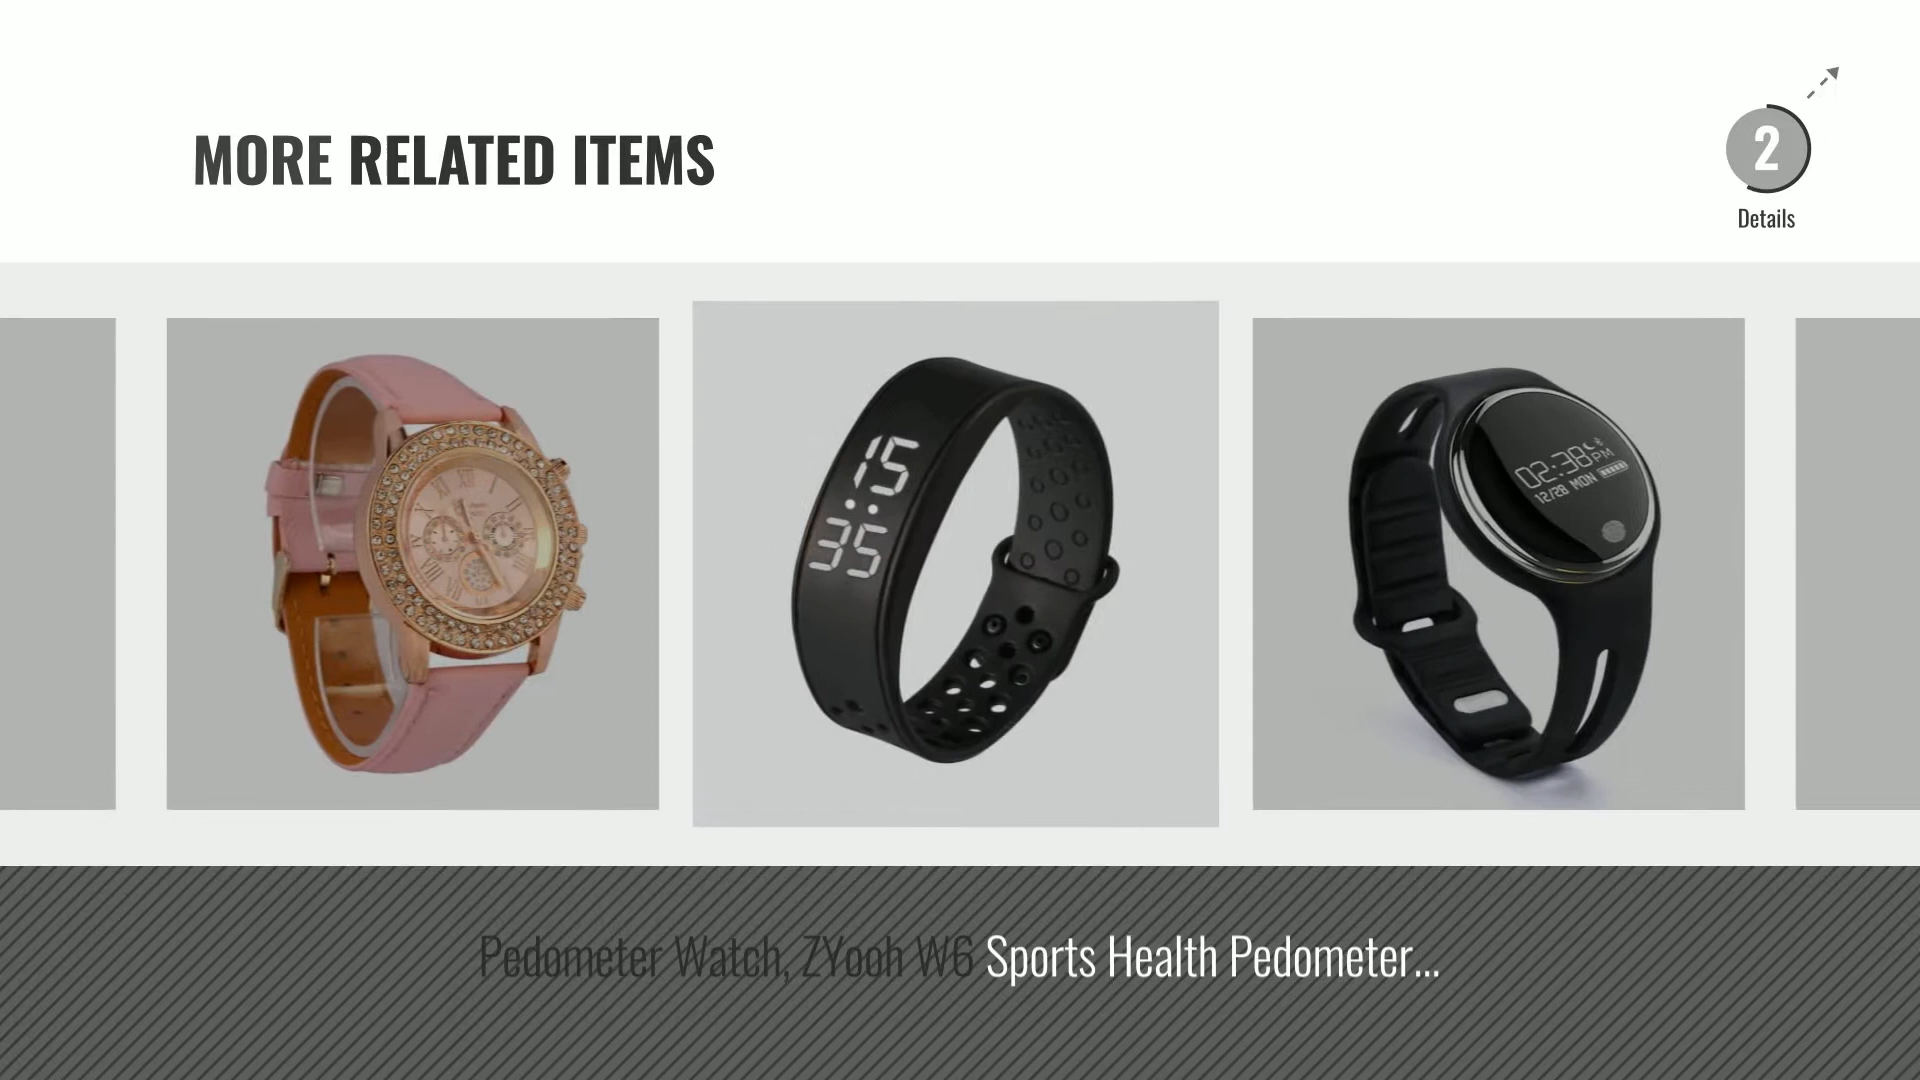 MORE RELATED ITEMS
2
Details
15:
35
02:38 PM
12/28 MON
Pedometer Watch, ZYooh W6 Sports Health Pedometer...